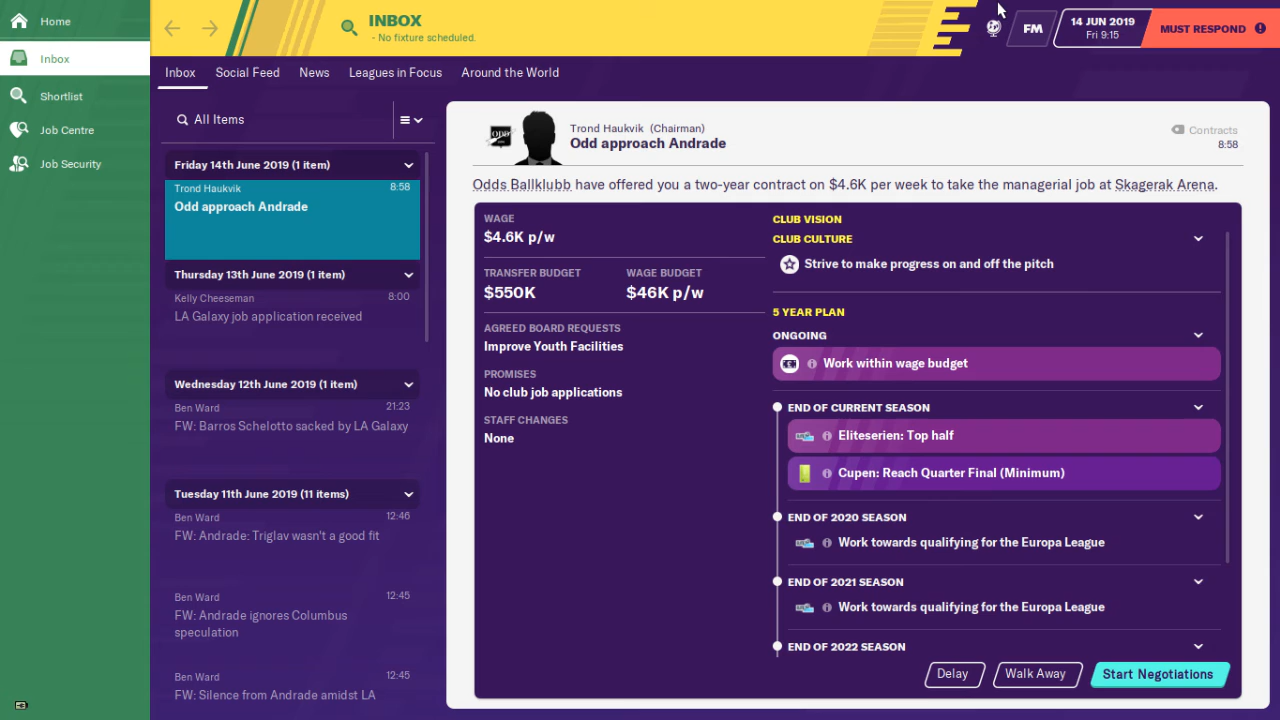 Home
Inbox
Shortlist
Job Centre
Job Security
INBOX
- No fixture scheduled.
FM
14 JUN 2019
Fri 9:15
MUST RESPOND
Inbox
Social Feed
News
Leagues in Focus
Around the World
All Items
Friday 14th June 2019 (1 item)
Trond Haukvik 8:58
Odd approach Andrade
Thursday 13th June 2019 (1 item)
Kelly Cheeseman 8:00
LA Galaxy job application received
Wednesday 12th June 2019 (1 item)
Ben Ward 21:23
FW: Barros Schelotto sacked by LA Galaxy
Tuesday 11th June 2019 (11 items)
Ben Ward 12:46
FW: Andrade: Triglav wasn't a good fit
Ben Ward 12:45
FW: Andrade ignores Columbus
speculation
Ben Ward 12:45
FW: Silence from Andrade amidst LA
ODD
Trond Haukvik (Chairman)
Odd approach Andrade
Contracts
8:58
Odds Ballklubb have offered you a two-year contract on $4.6K per week to take the managerial job at Skagerak Arena.
WAGE
$4.6K p/w
TRANSFER BUDGET WAGE BUDGET
$550K $46K p/w
AGREED BOARD REQUESTS
Improve Youth Facilities
PROMISES
No club job applications
STAFF CHANGES
None
CLUB VISION
CLUB CULTURE
Strive to make progress on and off the pitch
5 YEAR PLAN
ONGOING
Work within wage budget
END OF CURRENT SEASON
Eliteserien: Top half
Cupen: Reach Quarter Final (Minimum)
END OF 2020 SEASON
Work towards qualifying for the Europa League
END OF 2021 SEASON
Work towards qualifying for the Europa League
END OF 2022 SEASON
Delay
Walk Away
Start Negotiations